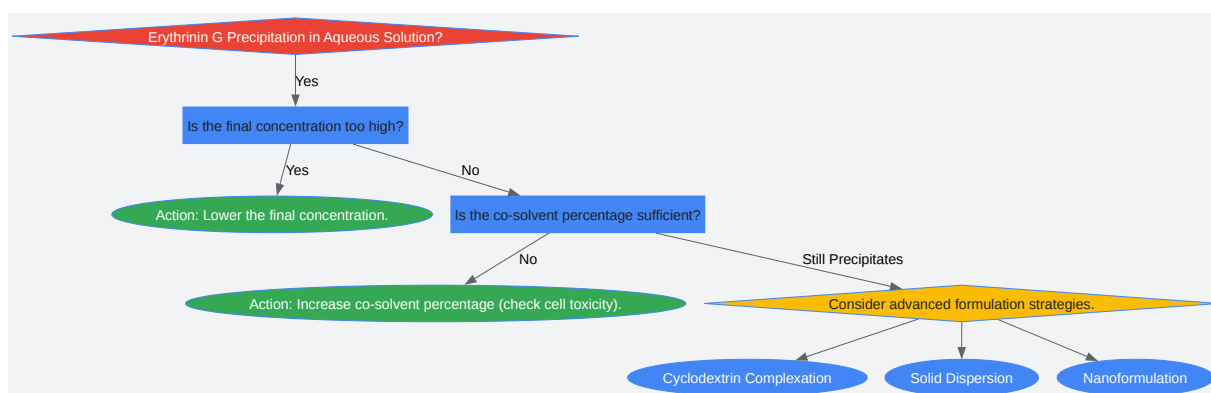 Erythrinin G Precipitation in Aqueous Solution?
Yes
Is the final concentration too high?
Yes
No
Action: Lower the final concentration.
Is the co-solvent percentage sufficient?
No
Still Precipitates
Action: Increase co-solvent percentage (check cell toxicity).
Consider advanced formulation strategies.
Cyclodextrin Complexation
Solid Dispersion
Nanoformulation